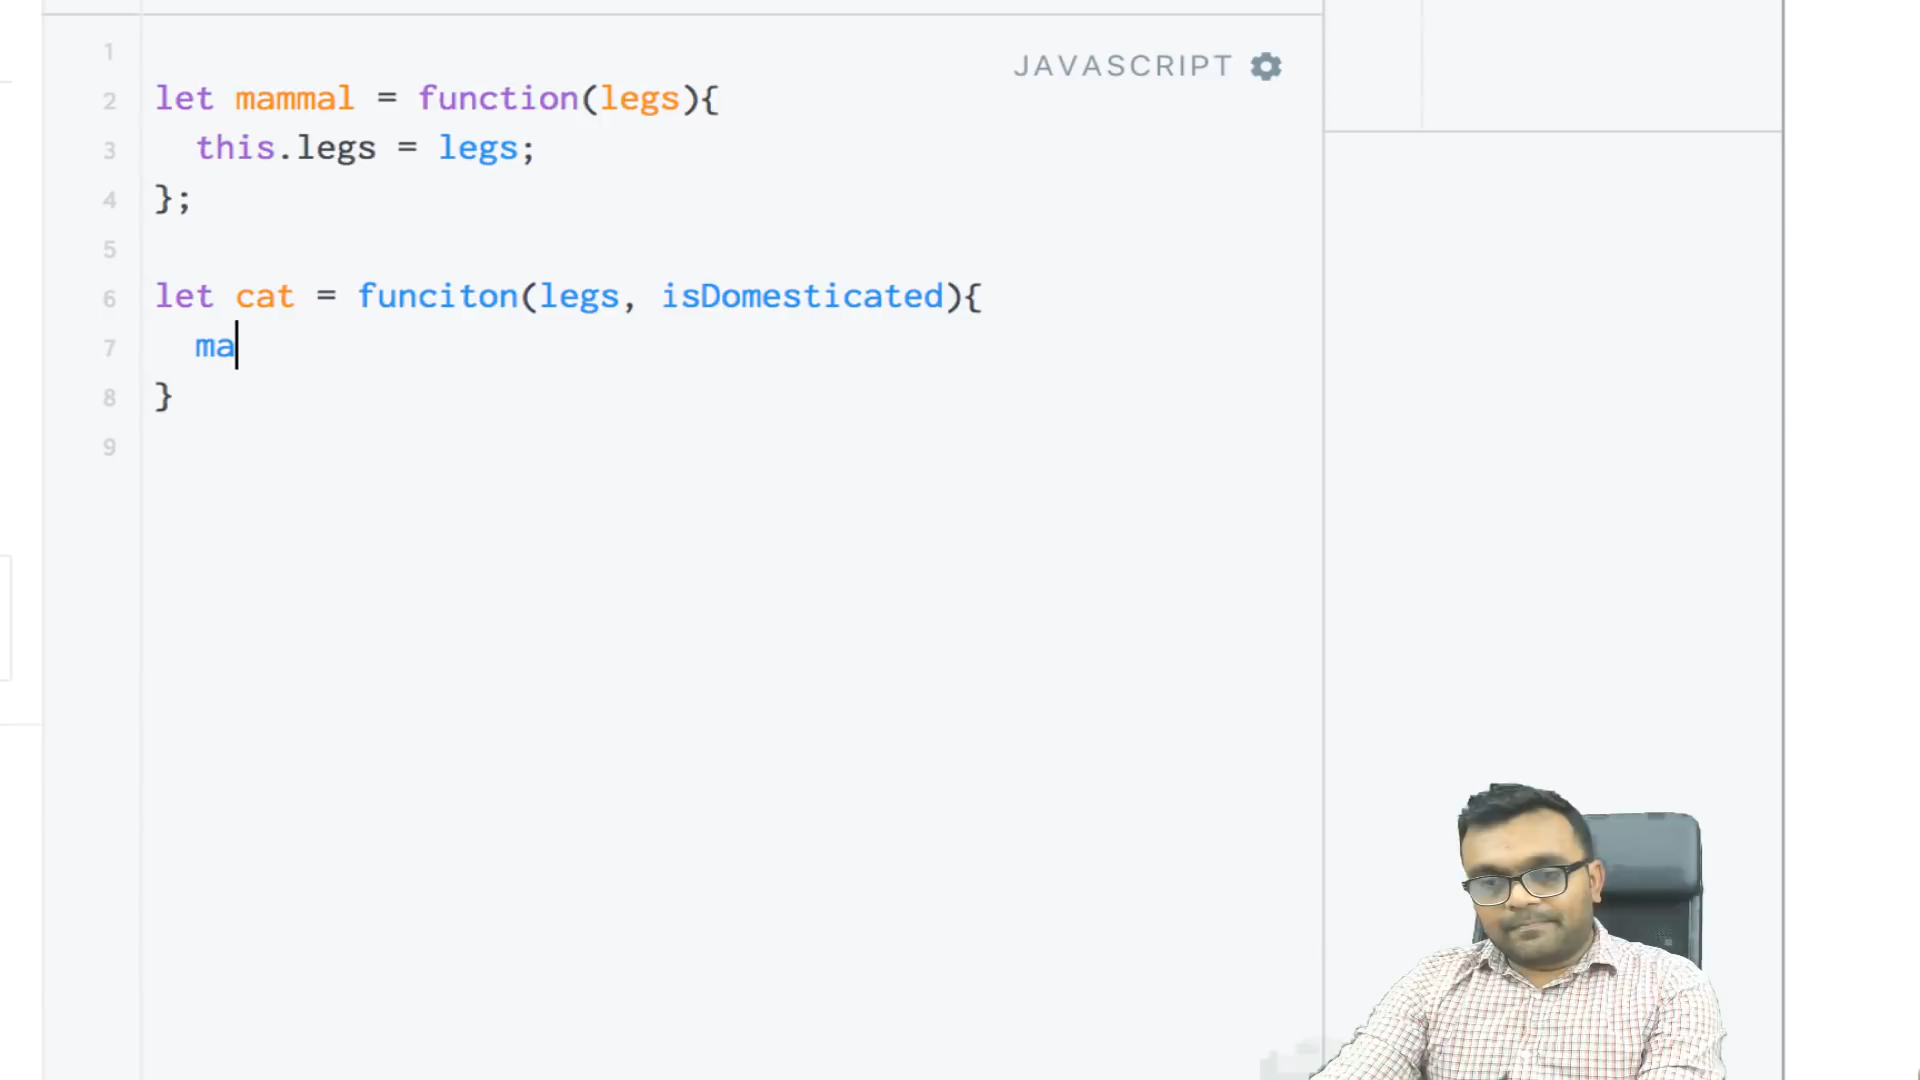 JAVASCRIPT
1
2 let mammal = function(legs){
3   this.legs = legs;
4 };
5
6 let cat = funciton(legs, isDomesticated){
7   ma
8 }
9